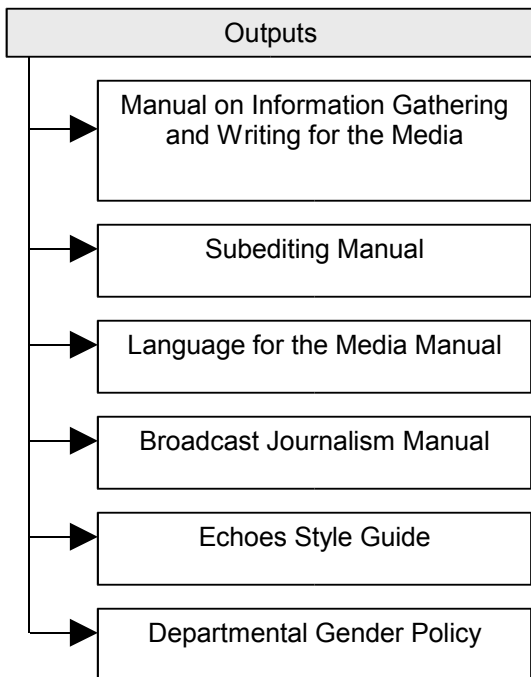 Outputs
Manual on Information Gathering
and Writing for the Media
Subediting Manual
Language for the Media Manual
Broadcast Journalism Manual
Echoes Style Guide
Departmental Gender Policy